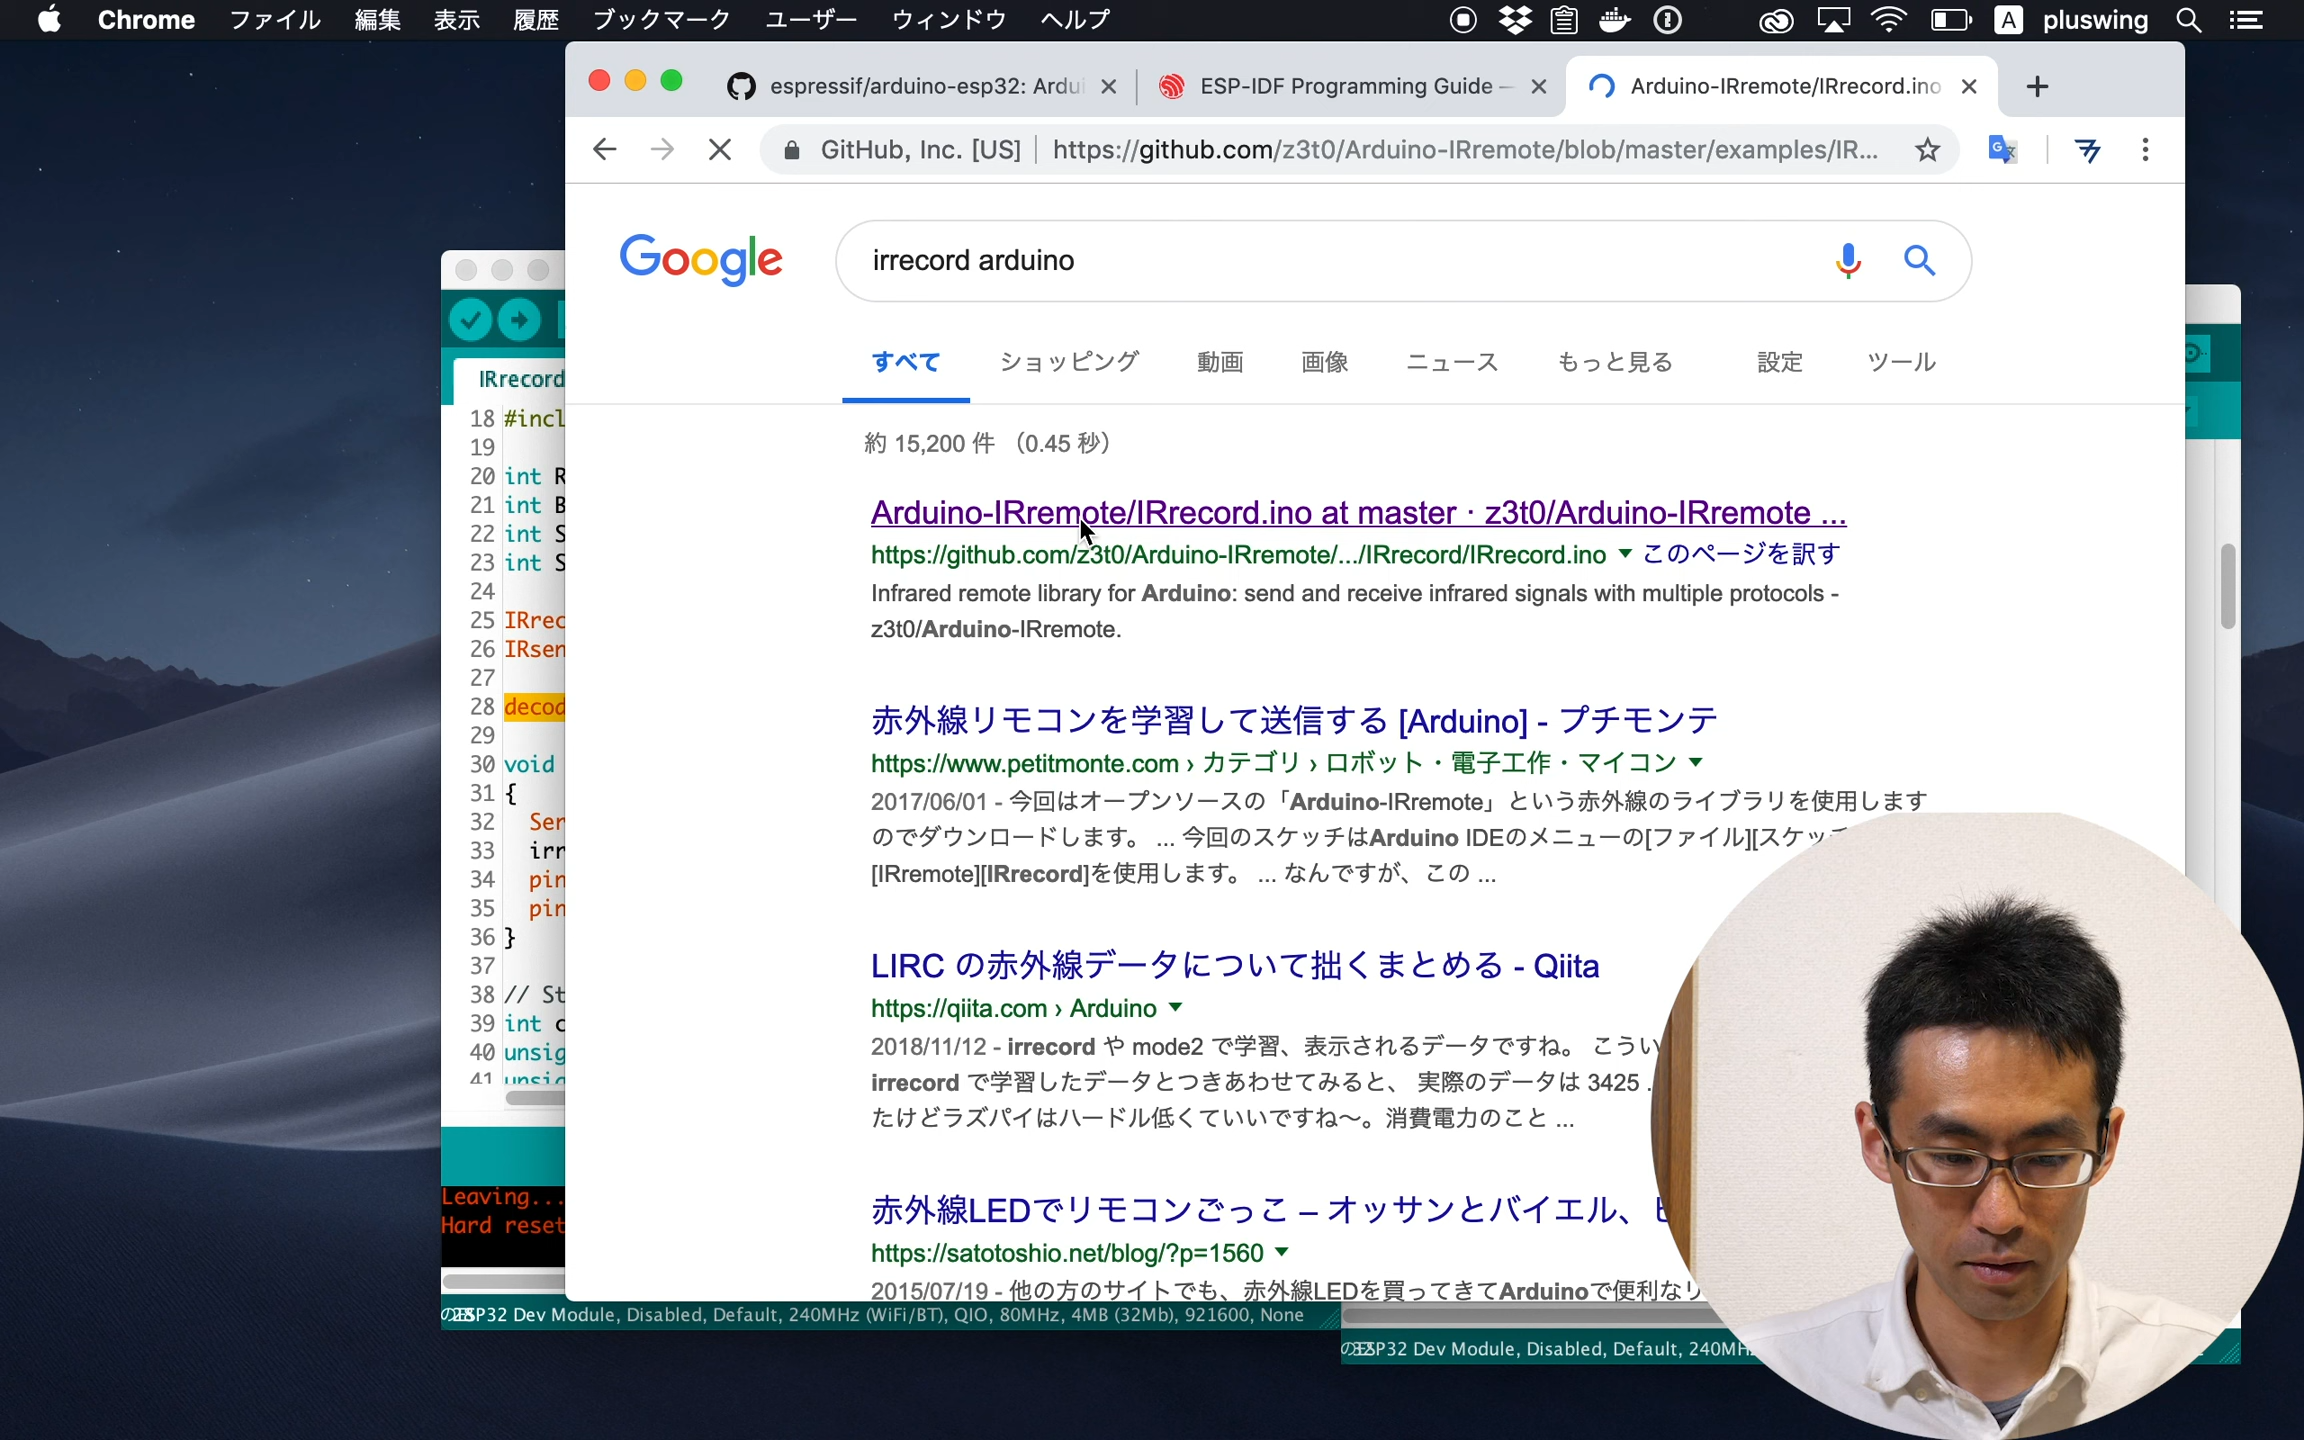 Chrome ファイル 編集 表示 履歴 ブックマーク ユーザー ウィンドウ ヘルプ
A pluswing
espressif/arduino-esp32: Ardui
ESP-IDF Programming Guide —
Arduino-IRremote/IRrecord.ino
GitHub, Inc. [US] https://github.com/z3t0/Arduino-IRremote/blob/master/examples/IR...
Google
irrecord arduino
すべて ショッピング 動画 画像 ニュース もっと見る 設定 ツール
約 15,200 件 （0.45 秒）
Arduino-IRremote/IRrecord.ino at master · z3t0/Arduino-IRremote ...
https://github.com/z3t0/Arduino-IRremote/.../IRrecord/IRrecord.ino ▼ このページを訳す
Infrared remote library for Arduino: send and receive infrared signals with multiple protocols -
z3t0/Arduino-IRremote.
赤外線リモコンを学習して送信する [Arduino] - プチモンテ
https://www.petitmonte.com › カテゴリ › ロボット・電子工作・マイコン ▼
2017/06/01 - 今回はオープンソースの「Arduino-IRremote」という赤外線のライブラリを使用します
のでダウンロードします。 ... 今回のスケッチはArduino IDEのメニューの[ファイル][スケッチ
[IRremote][IRrecord]を使用します。 ... なんですが、この ...
LIRC の赤外線データについて拙くまとめる - Qiita
https://qiita.com › Arduino ▼
2018/11/12 - irrecord や mode2 で学習、表示されるデータですね。 こうい
irrecord で学習したデータとつきあわせてみると、 実際のデータは 3425 .
たけどラズパイはハードル低くていいですね〜。消費電力のこと ...
赤外線LEDでリモコンごっこ – オッサンとバイエル、
https://satotoshio.net/blog/?p=1560 ▼
2015/07/19 - 他の方のサイトでも、赤外線LEDを買ってきてArduinoで便利なリ
IRrecord
18 #incl
19
20 int R
21 int B
22 int S
23 int S
24
25 IRrec
26 IRsen
27
28 decod
29
30 void
31 {
32 Ser
33 irr
34 pin
35 pin
36 }
37
38 // St
39 int c
40 unsig
41 unsig
Leaving...
Hard reset
ESP32 Dev Module, Disabled, Default, 240MHz (WiFi/BT), QIO, 80MHz, 4MB (32Mb), 921600, None
ESP32 Dev Module, Disabled, Default, 240MH